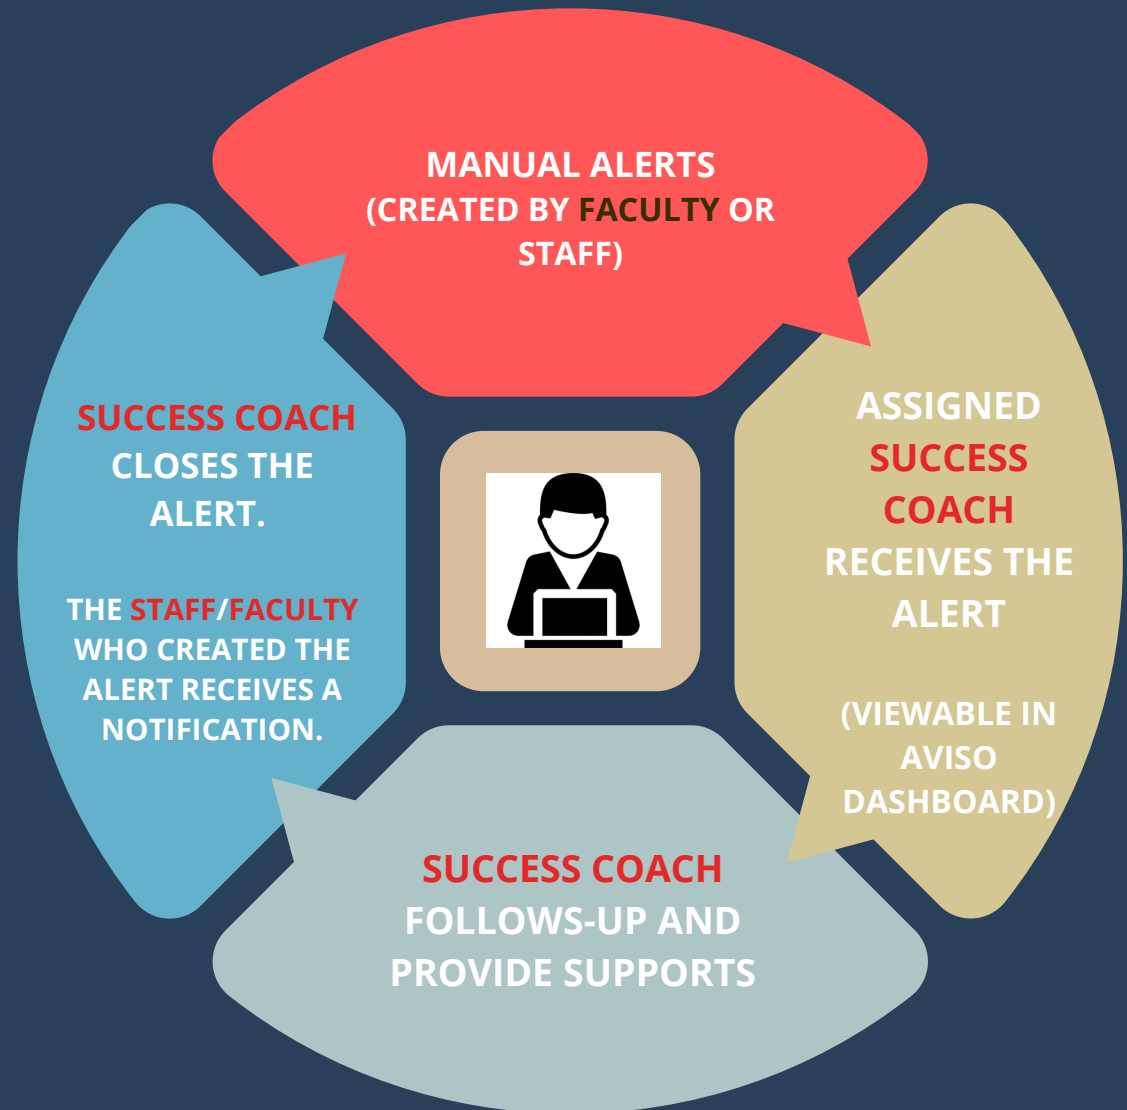 MANUAL ALERTS
(CREATED BY FACULTY OR
STAFF)
ASSIGNED
SUCCESS
COACH
RECEIVES THE
ALERT
(VIEWABLE IN
AVISO
DASHBOARD)
SUCCESS COACH
FOLLOWS-UP AND
PROVIDE SUPPORTS
SUCCESS COACH
CLOSES THE
ALERT.
THE STAFF/FACULTY
WHO CREATED THE
ALERT RECEIVES A
NOTIFICATION.